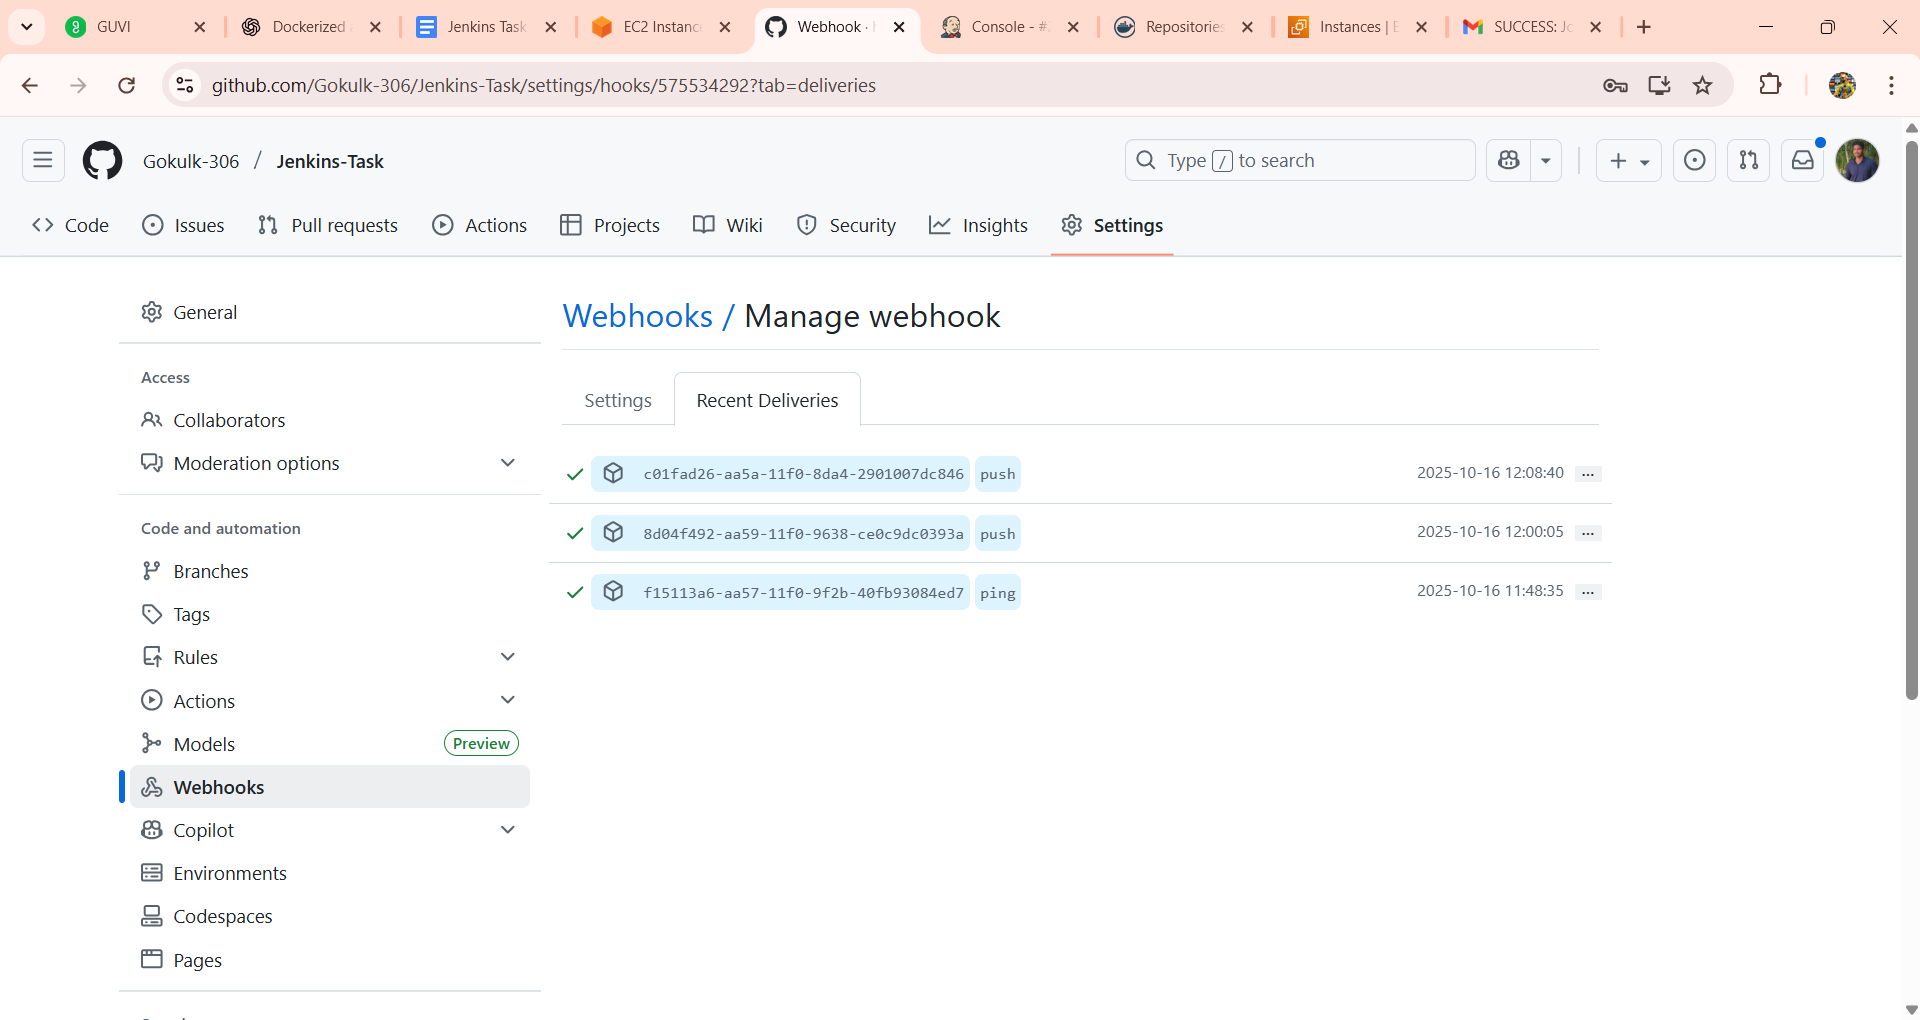 GUVI
Dockerized
Jenkins Task
EC2 Instanc
Webhook ·
Console - #
Repositories
Instances | E
SUCCESS: Jo
github.com/Gokulk-306/Jenkins-Task/settings/hooks/575534292?tab=deliveries
Gokulk-306 / Jenkins-Task
Type / to search
Code
Issues
Pull requests
Actions
Projects
Wiki
Security
Insights
Settings
General
Access
Collaborators
Moderation options
Code and automation
Branches
Tags
Rules
Actions
Models Preview
Webhooks
Copilot
Environments
Codespaces
Pages
Webhooks / Manage webhook
Settings
Recent Deliveries
c01fad26-aa5a-11f0-8da4-2901007dc846 push 2025-10-16 12:08:40 ...
8d04f492-aa59-11f0-9638-ce0c9dc0393a push 2025-10-16 12:00:05 ...
f15113a6-aa57-11f0-9f2b-40fb93084ed7 ping 2025-10-16 11:48:35 ...